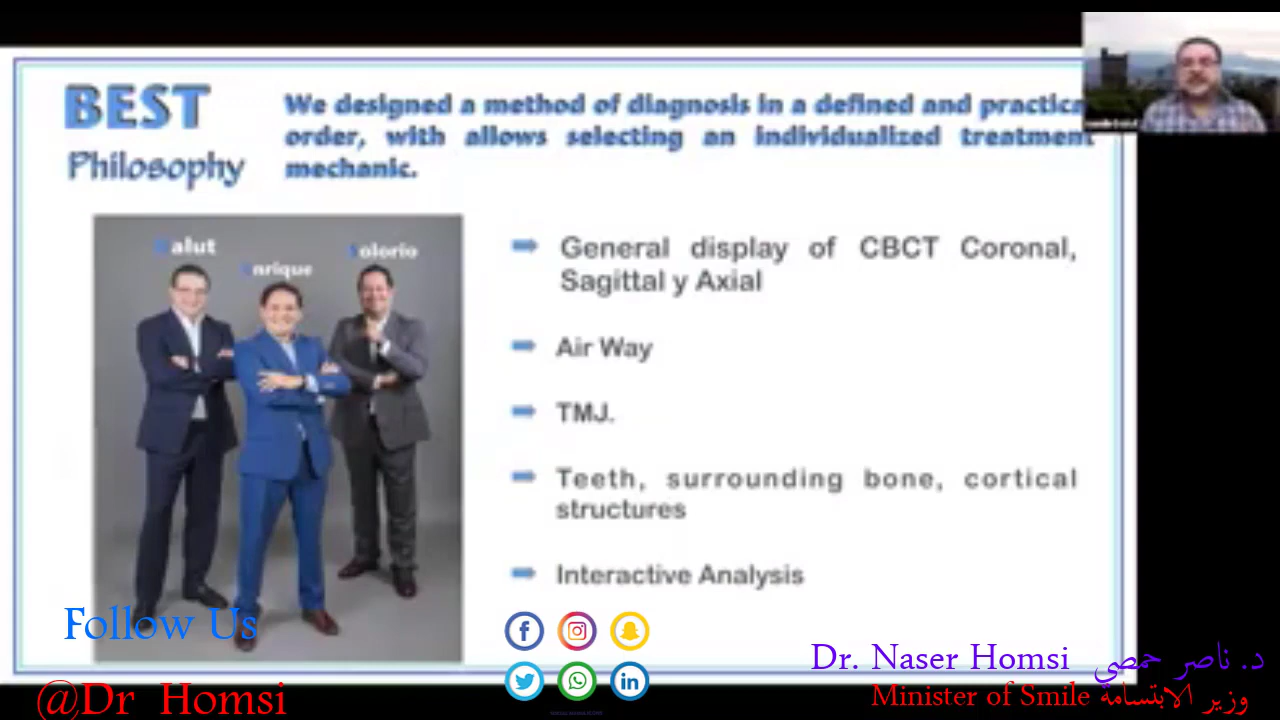 BEST
Philosophy
We designed a method of diagnosis in a defined and practica
order, with allows selecting an individualized treatment
mechanic.
alut
nrique
olorio
General display of CBCT Coronal,
Sagittal y Axial
Air Way
TMJ.
Teeth, surrounding bone, cortical
structures
Interactive Analysis
Follow Us
@Dr_Homsi
Dr. Naser Homsi د. ناصر حمصي
Minister of Smile وزير الابتسامة